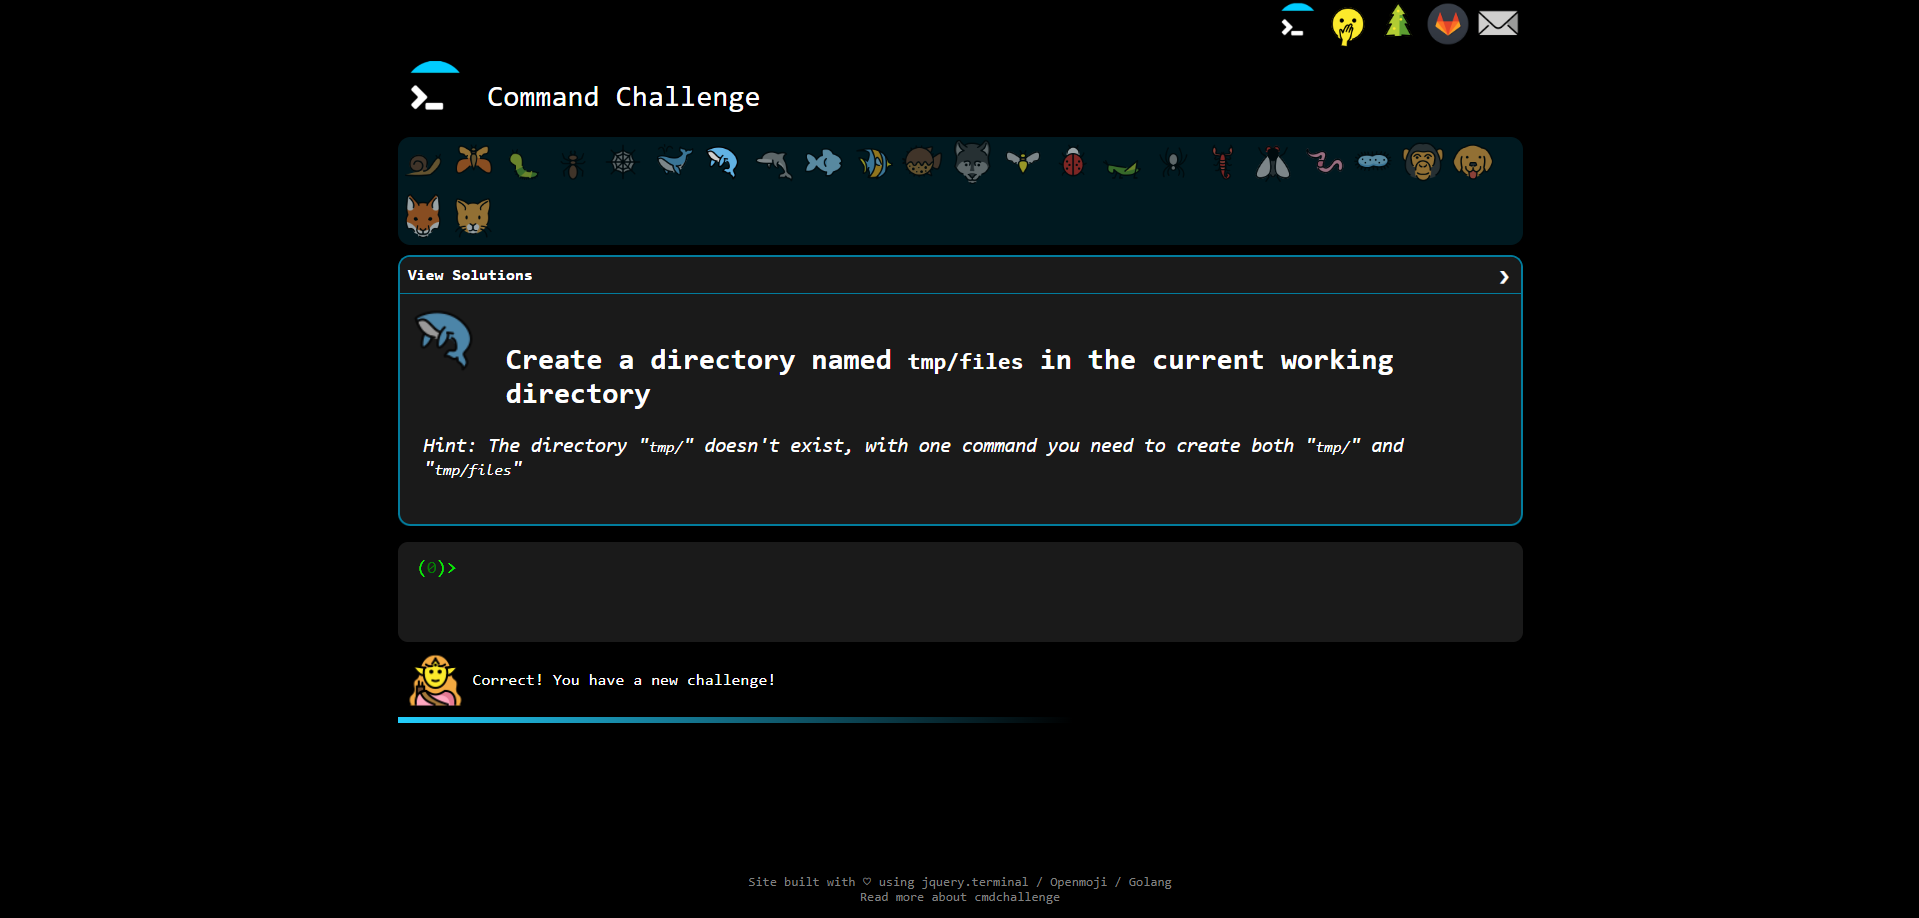 Command Challenge
View Solutions
Create a directory named tmp/files in the current working
directory
Hint: The directory "tmp/" doesn't exist, with one command you need to create both "tmp/" and
"tmp/files"
(0)>
Correct! You have a new challenge!
Site built with ♡ using jquery.terminal / Openmoji / Golang
Read more about cmdchallenge